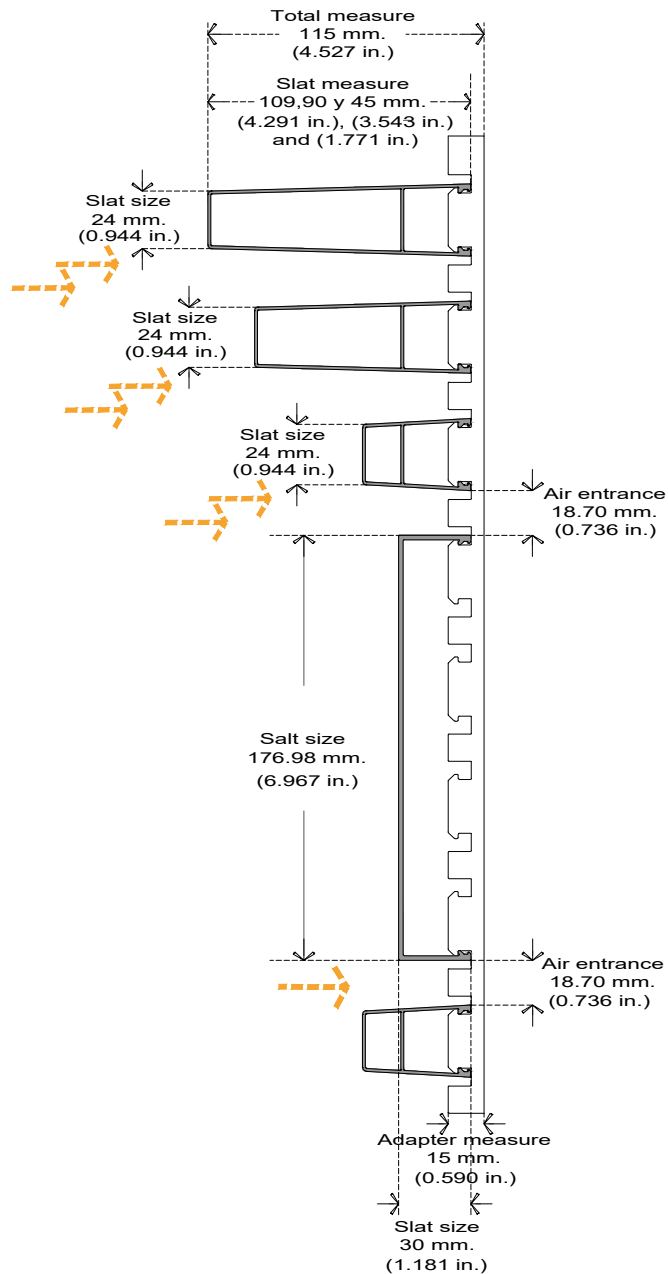 Total measure
115 mm.
(4.527 in.)
Slat measure
109,90 y 45 mm.
(4.291 in.), (3.543 in.)
and (1.771 in.)
Slat size
24 mm.
(0.944 in.)
Slat size
24 mm.
(0.944 in.)
Slat size
24 mm.
(0.944 in.)
Air entrance
18.70 mm.
(0.736 in.)
Salt size
176.98 mm.
(6.967 in.)
Air entrance
18.70 mm.
(0.736 in.)
Adapter measure
15 mm.
(0.590 in.)
Slat size
30 mm.
(1.181 in.)